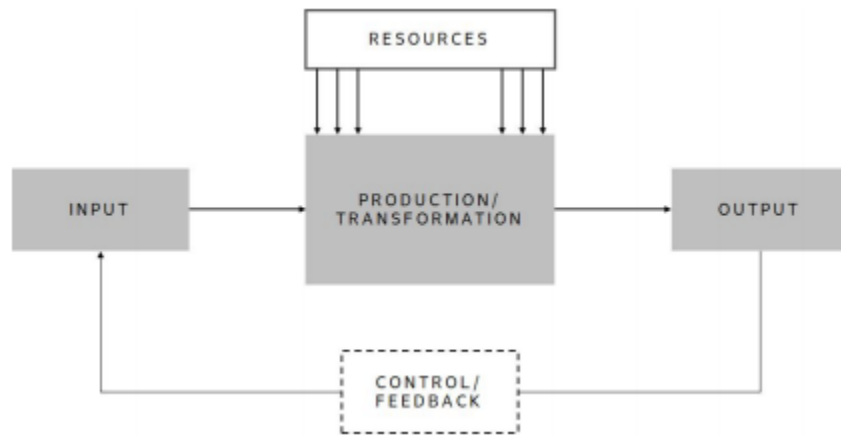 RESOURCES
INPUT
PRODUCTION/
TRANSFORMATION
OUTPUT
CONTROL/
FEEDBACK